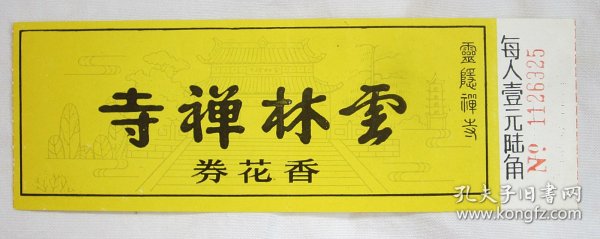 雲林禅寺
香花券
靈隱禪寺
每人壹元陆角
No 1126325
孔夫子旧书网
www.kongfz.com